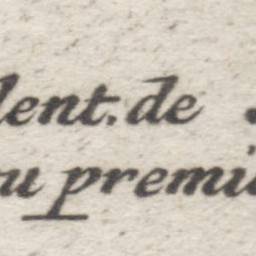 lent. de
u premi